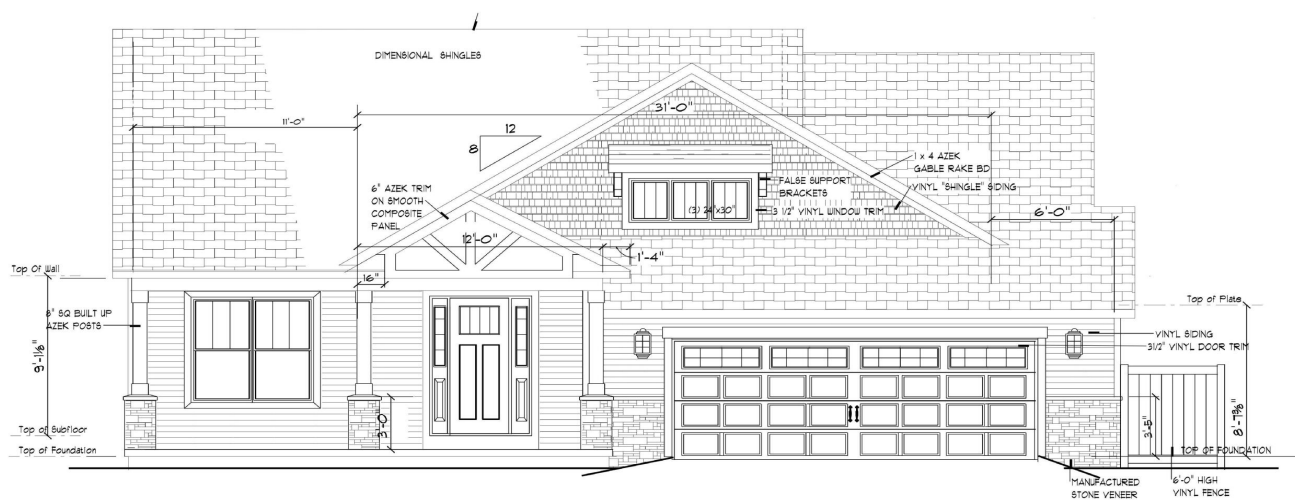 DIMENSIONAL SHINGLES
31'-0"
11'-0"
12
8
1 x 4 AZEK
GABLE RAKE BD
6" AZEK TRIM
ON SMOOTH
COMPOSITE
PANEL
FALSE SUPPORT
BRACKETS
VINYL "SHINGLE" SIDING
(3) 24"x30"
3 1/2" VINYL WINDOW TRIM
6'-0"
12'-0"
1'-4"
Top Of Wall
16"
Top of Plate
8" SQ BUILT UP
AZEK POSTS
VINYL SIDING
3 1/2" VINYL DOOR TRIM
9'-1 1/8"
3'-0"
3'-5"
8'-7 3/8"
Top of Subfloor
Top of Foundation
TOP OF FOUNDATION
MANUFACTURED
STONE VENEER
6'-0" HIGH
VINYL FENCE